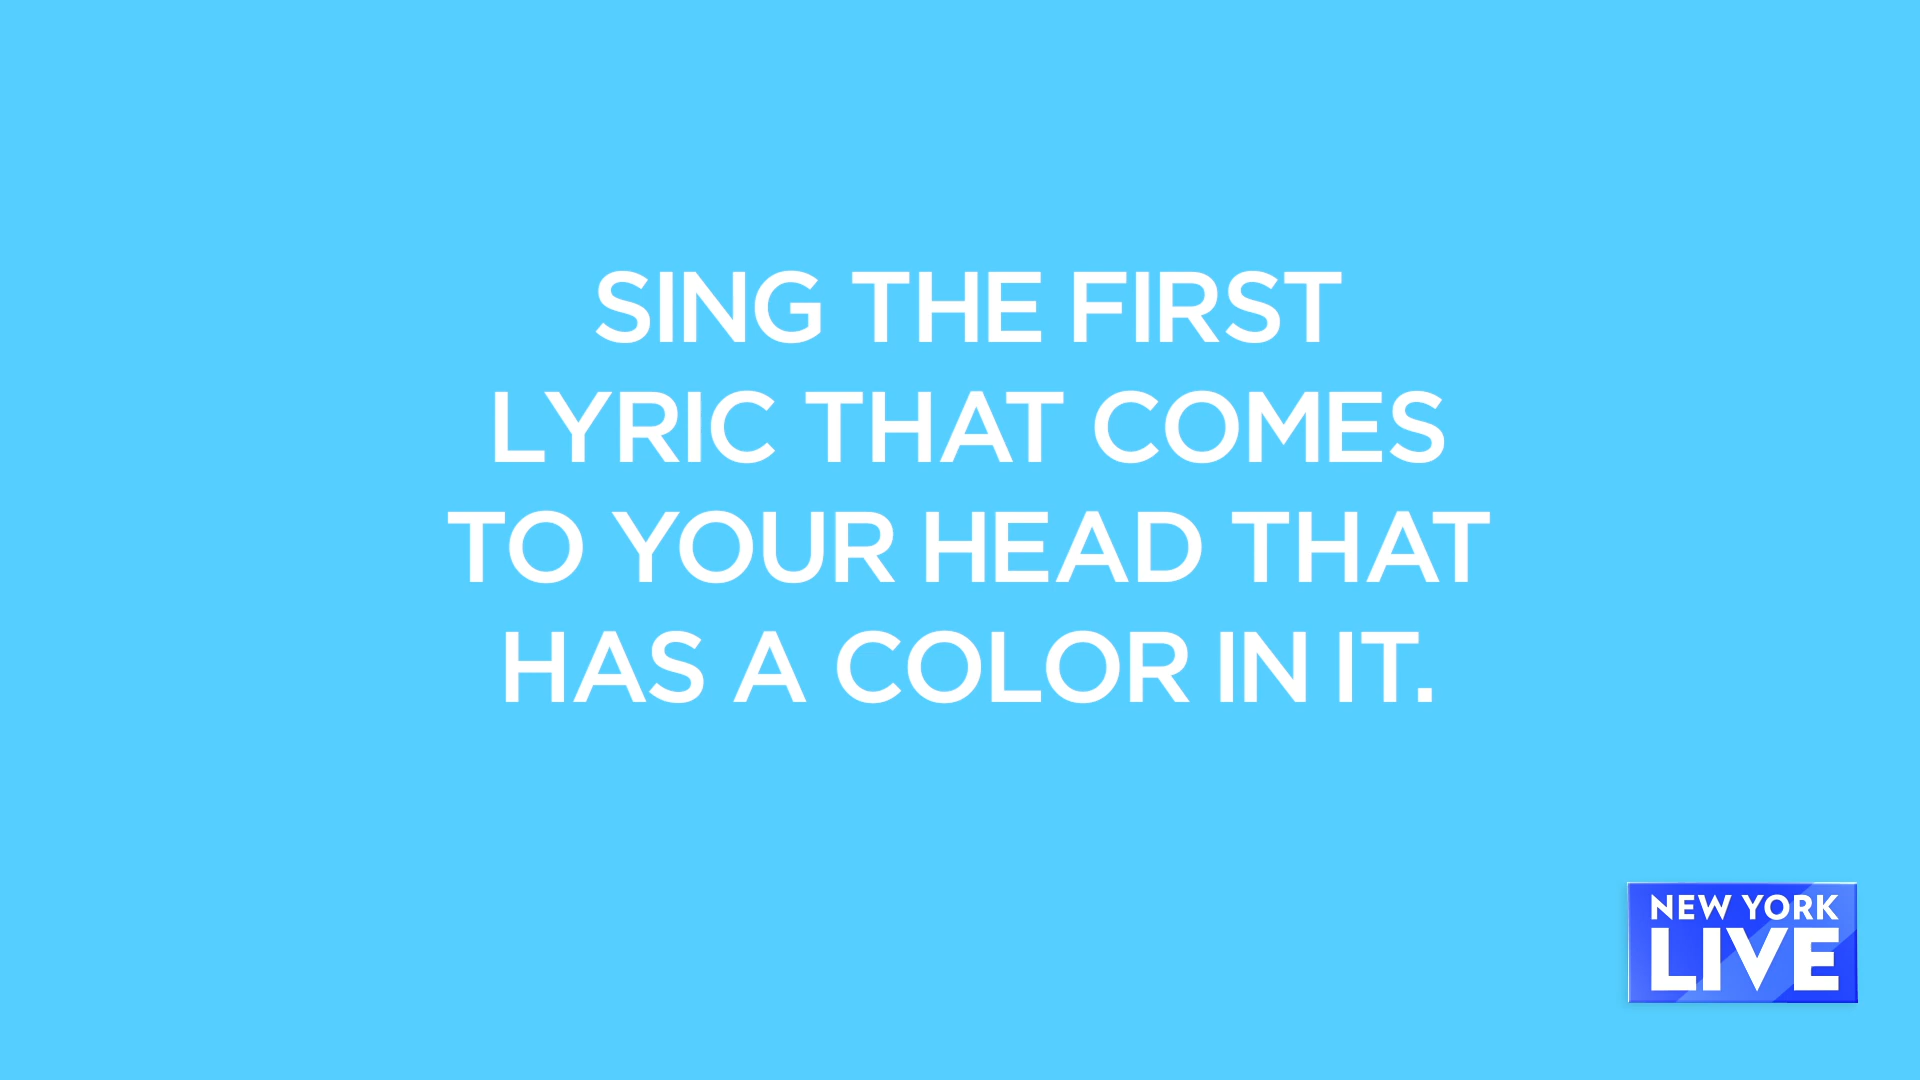 SING THE FIRST
LYRIC THAT COMES
TO YOUR HEAD THAT
HAS A COLOR IN IT.
NEW YORK
LIVE